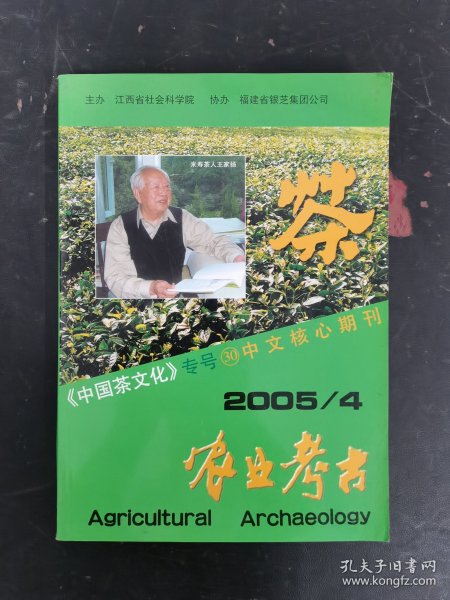 主办 江西省社会科学院 协办 福建省银芝集团公司
米寿茶人王家扬
茶
《中国茶文化》专号㉚中文核心期刊
2005/4
农业考古
Agricultural Archaeology
孔夫子旧书网
www.kongfz.com